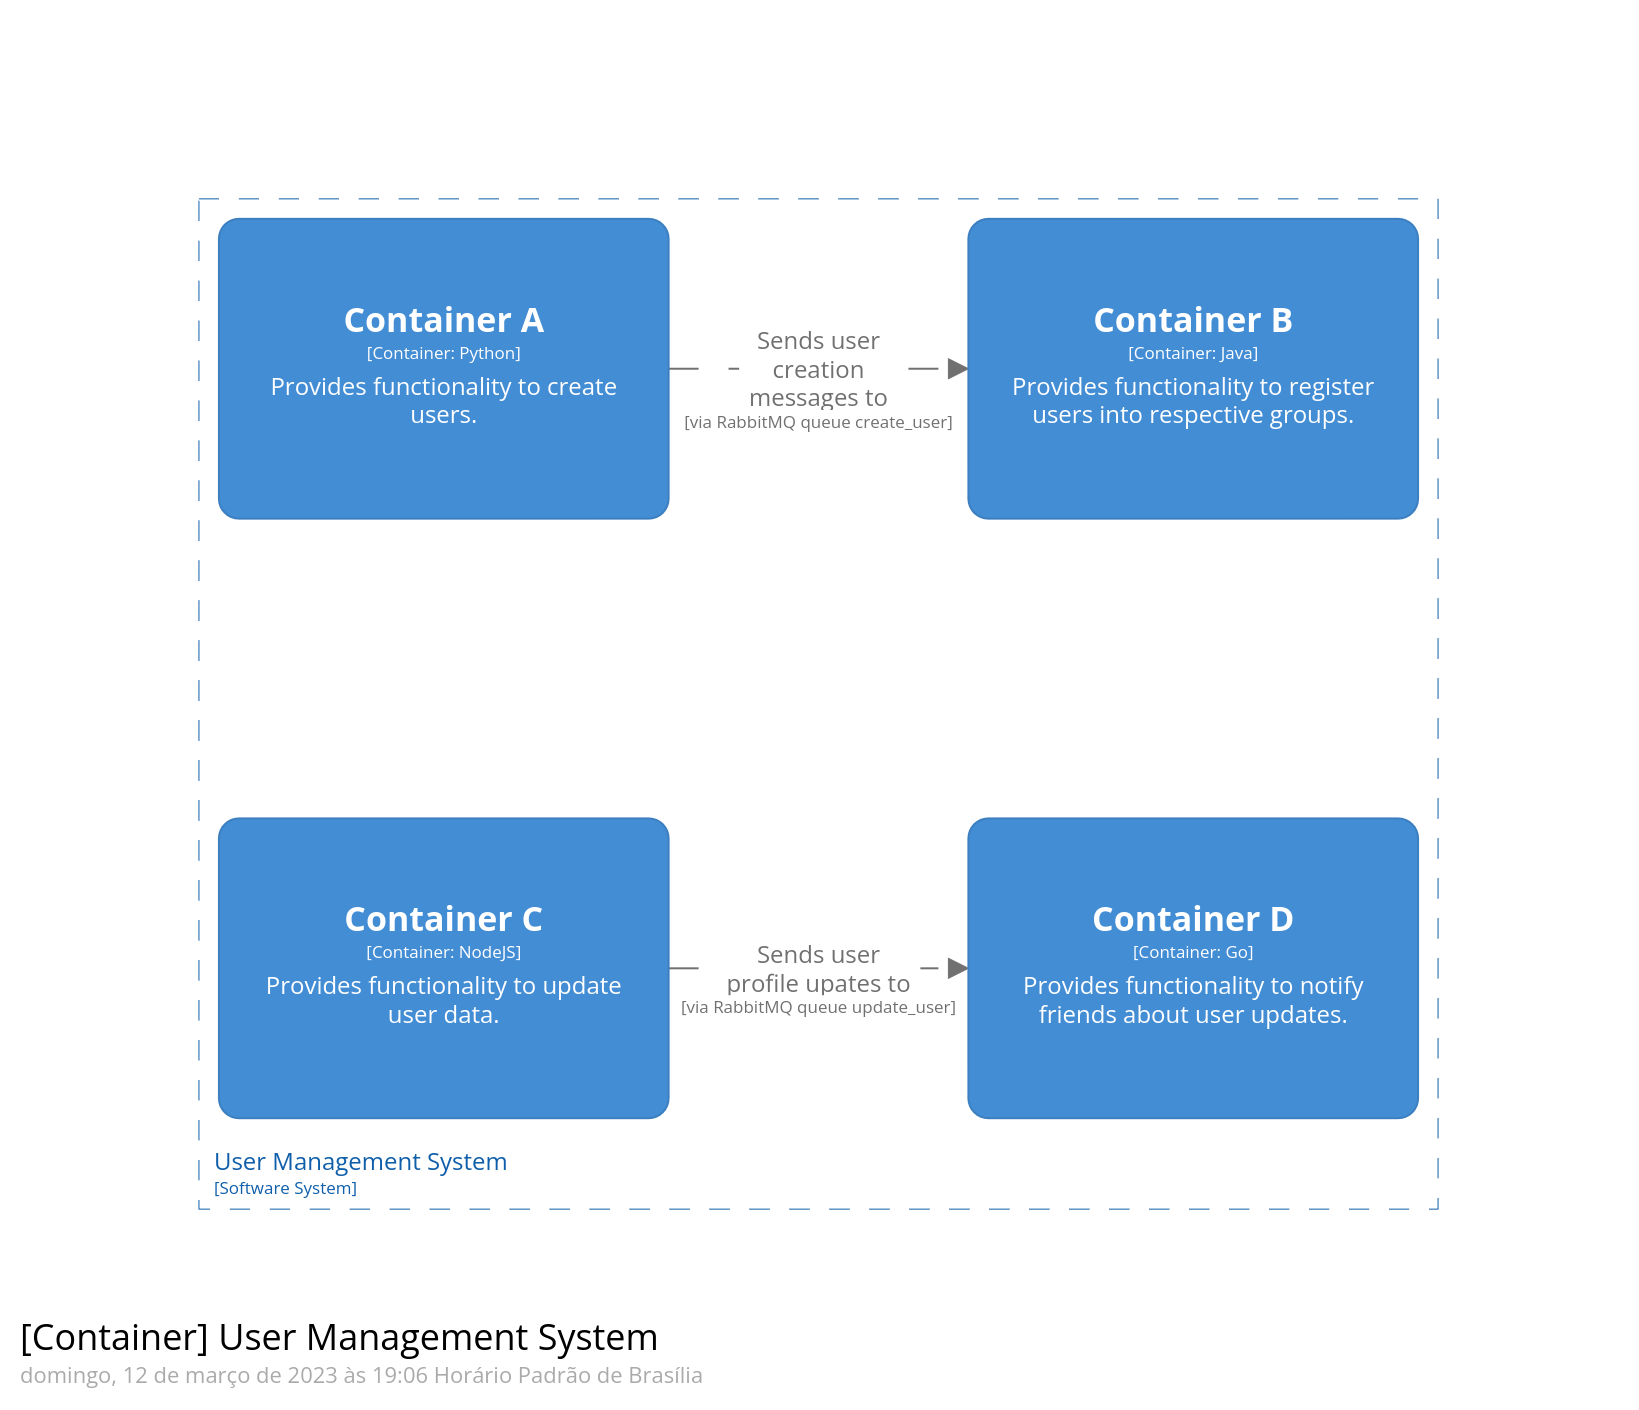 Container A
[Container: Python]
Provides functionality to create
users.
Sends user
creation
messages to
[via RabbitMQ queue create_user]
Container B
[Container: Java]
Provides functionality to register
users into respective groups.
Container C
[Container: NodeJS]
Provides functionality to update
user data.
Sends user
profile upates to
[via RabbitMQ queue update_user]
Container D
[Container: Go]
Provides functionality to notify
friends about user updates.
User Management System
[Software System]
[Container] User Management System
domingo, 12 de março de 2023 às 19:06 Horário Padrão de Brasília